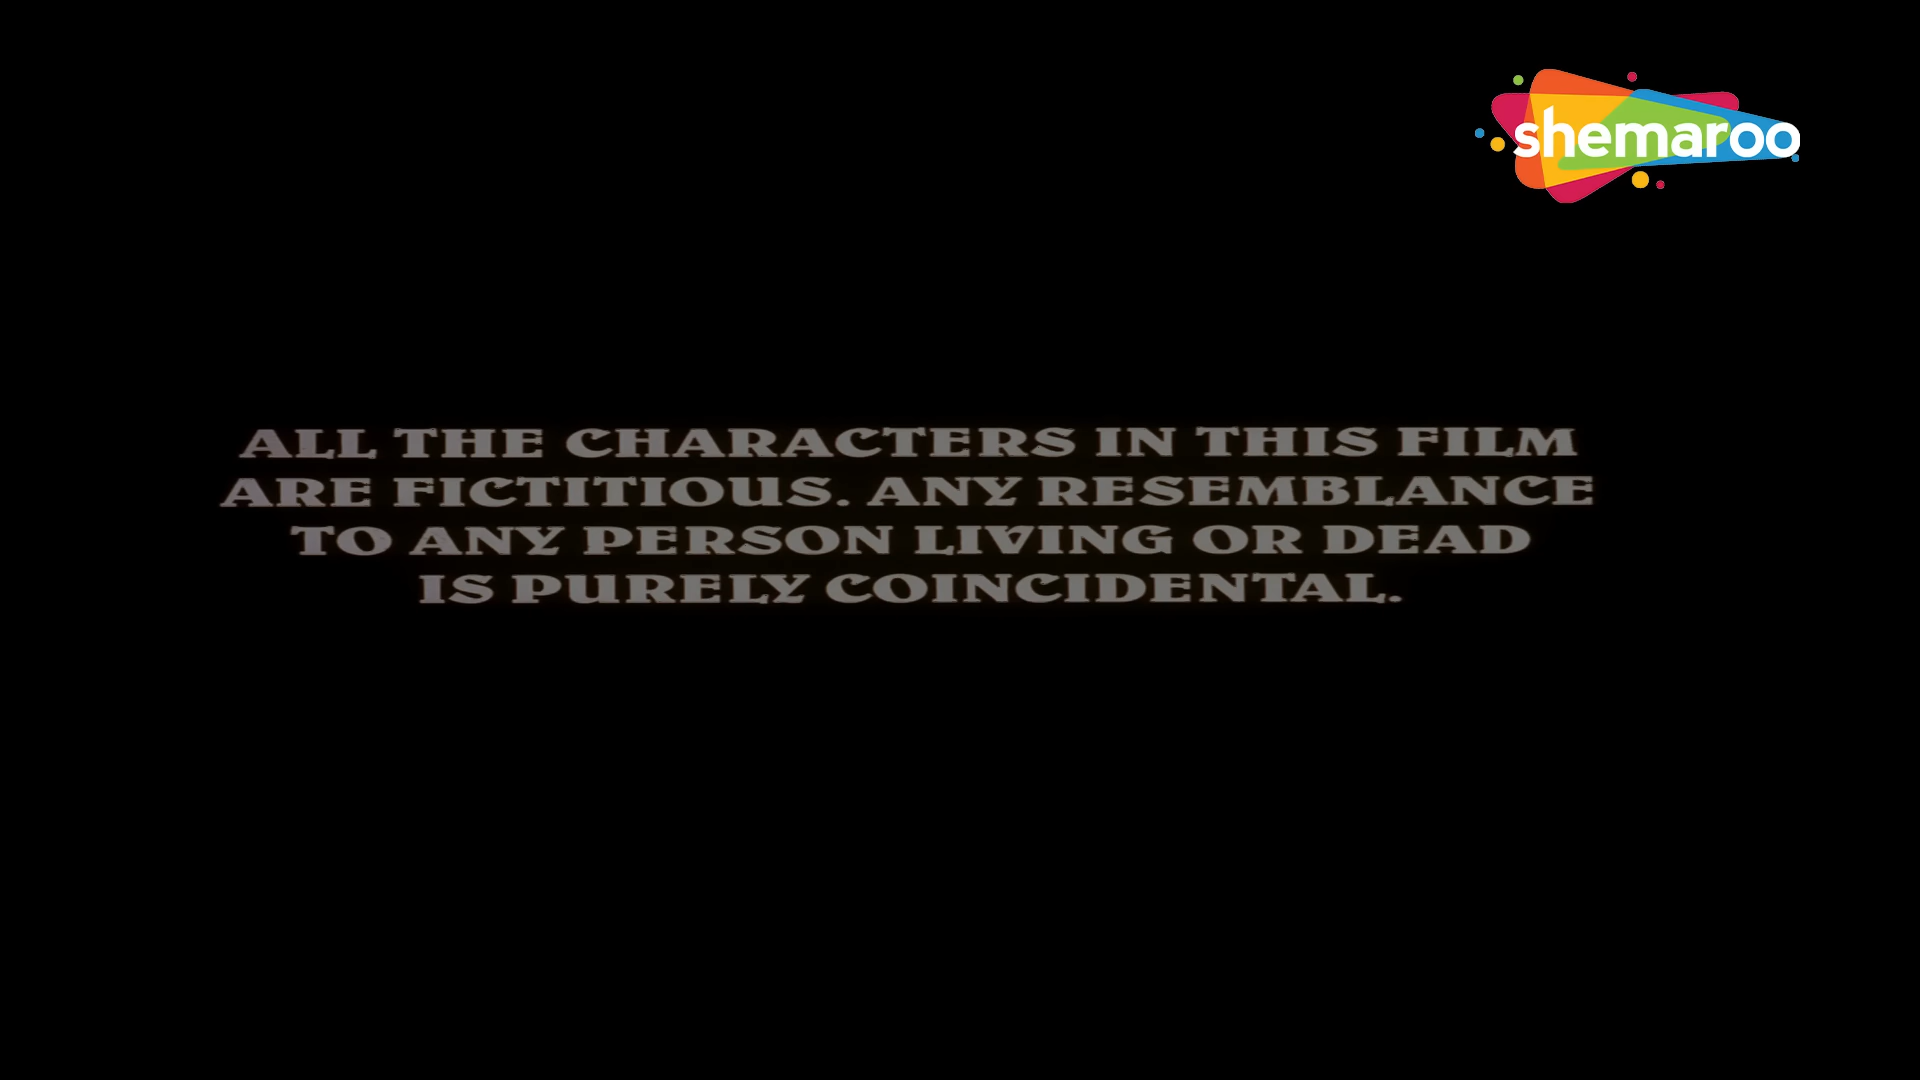 shemaroo
ALL THE CHARACTERS IN THIS FILM
ARE FICTITIOUS. ANY RESEMBLANCE
TO ANY PERSON LIVING OR DEAD
IS PURELY COINCIDENTAL.